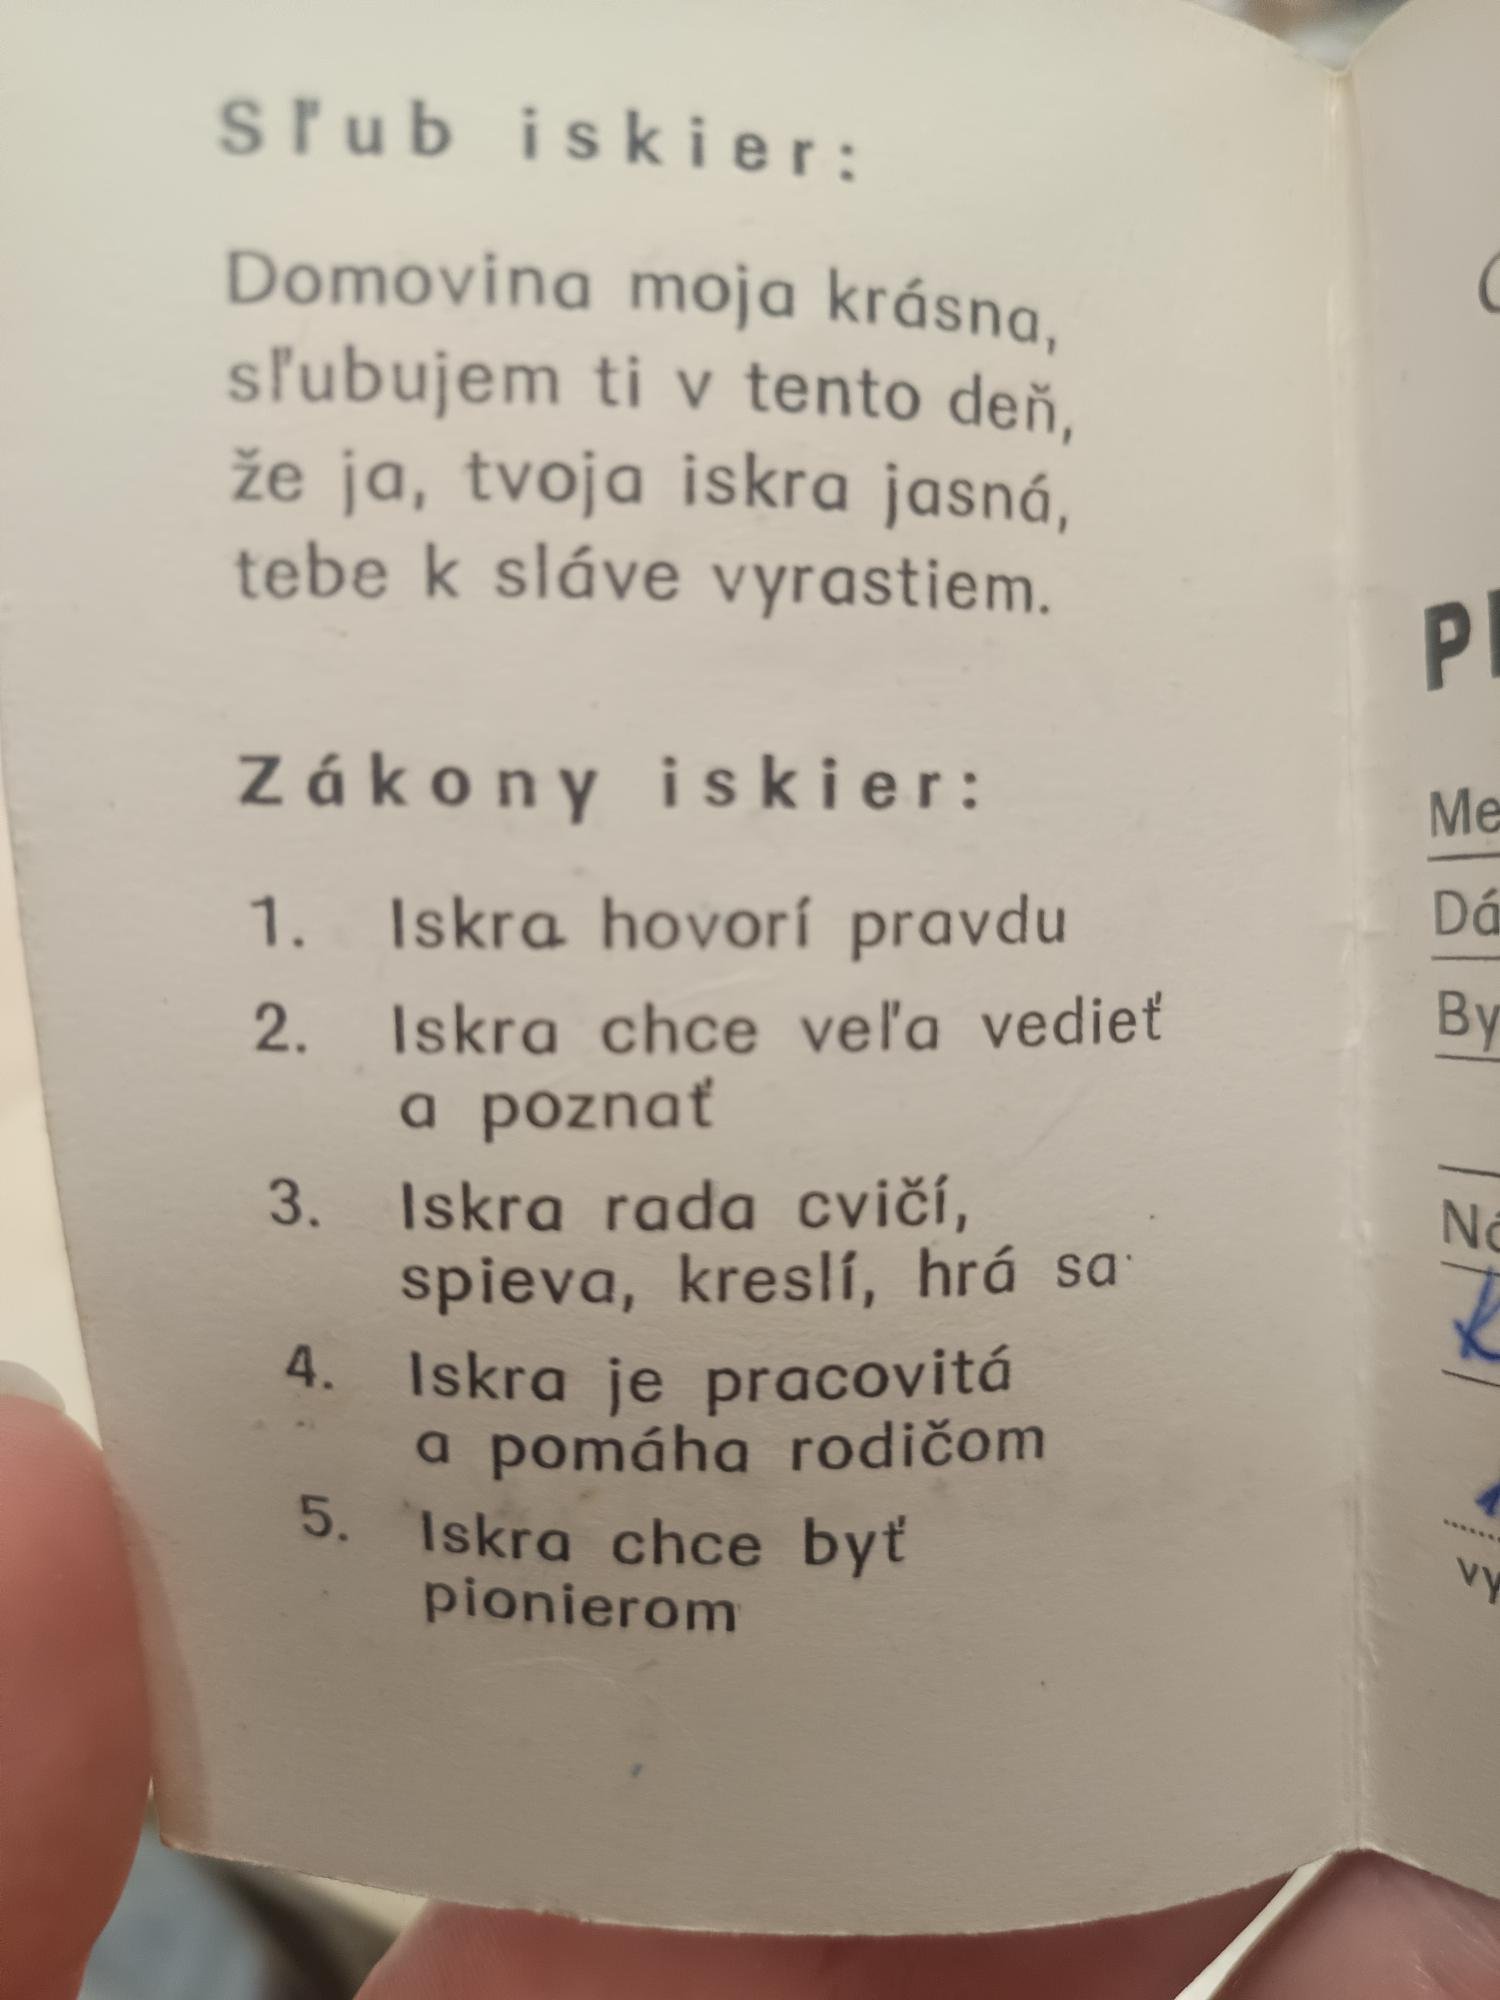 Sľub iskier:
Domovina moja krásna,
sľubujem ti v tento deň,
že ja, tvoja iskra jasná,
tebe k sláve vyrastiem.
Zákony iskier:
1. Iskra hovorí pravdu
2. Iskra chce veľa vedieť
a poznať
3. Iskra rada cvičí,
spieva, kreslí, hrá sa
4. Iskra je pracovitá
a pomáha rodičom
5. Iskra chce byť
pionierom